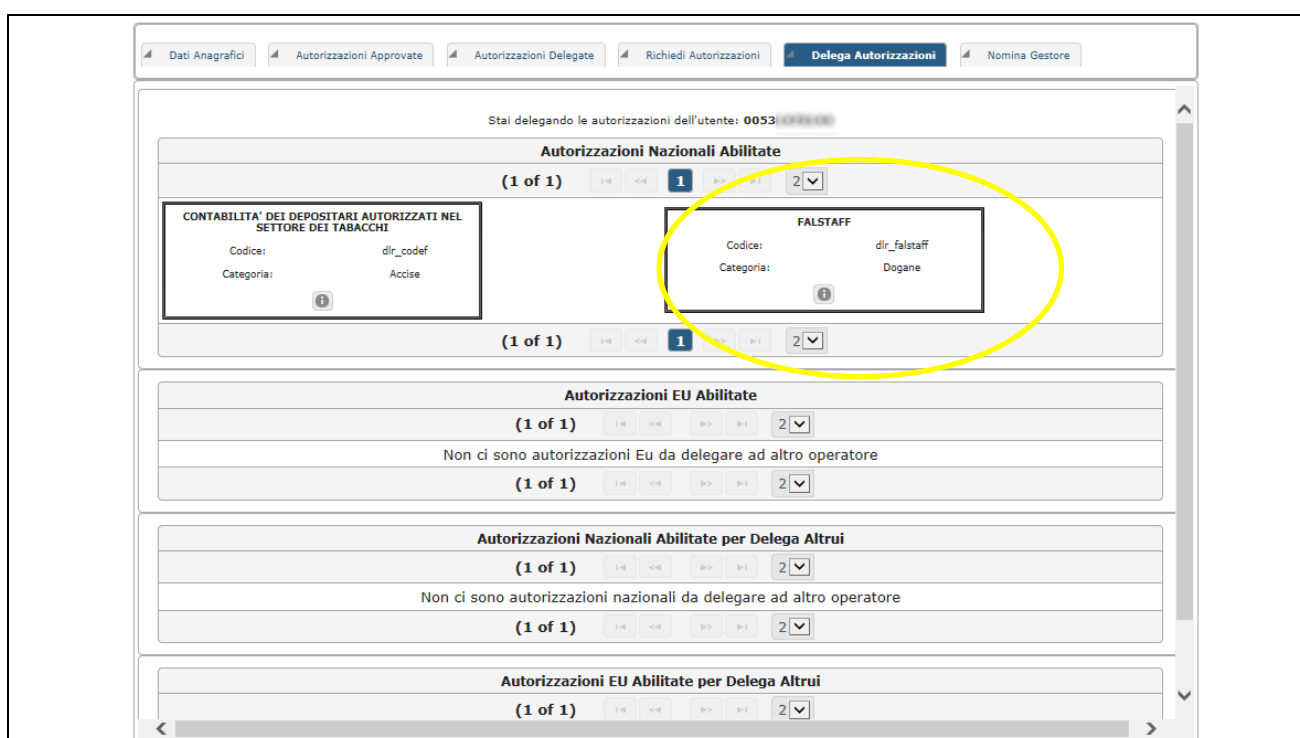 Dati Anagrafici Autorizzazioni Approvate Autorizzazioni Delegate Richiedi Autorizzazioni Delega Autorizzazioni Nomina Gestore
Stai delegando le autorizzazioni dell'utente: 0053
Autorizzazioni Nazionali Abilitate
(1 of 1) 1 2
CONTABILITA' DEI DEPOSITARI AUTORIZZATI NEL
SETTORE DEI TABACCHI
Codice: dlr_codef
Categoria: Accise
FALSTAFF
Codice: dlr_falstaff
Categoria: Dogane
(1 of 1) 1 2
Autorizzazioni EU Abilitate
(1 of 1) 2
Non ci sono autorizzazioni Eu da delegare ad altro operatore
(1 of 1) 2
Autorizzazioni Nazionali Abilitate per Delega Altrui
(1 of 1) 2
Non ci sono autorizzazioni nazionali da delegare ad altro operatore
(1 of 1) 2
Autorizzazioni EU Abilitate per Delega Altrui
(1 of 1) 2